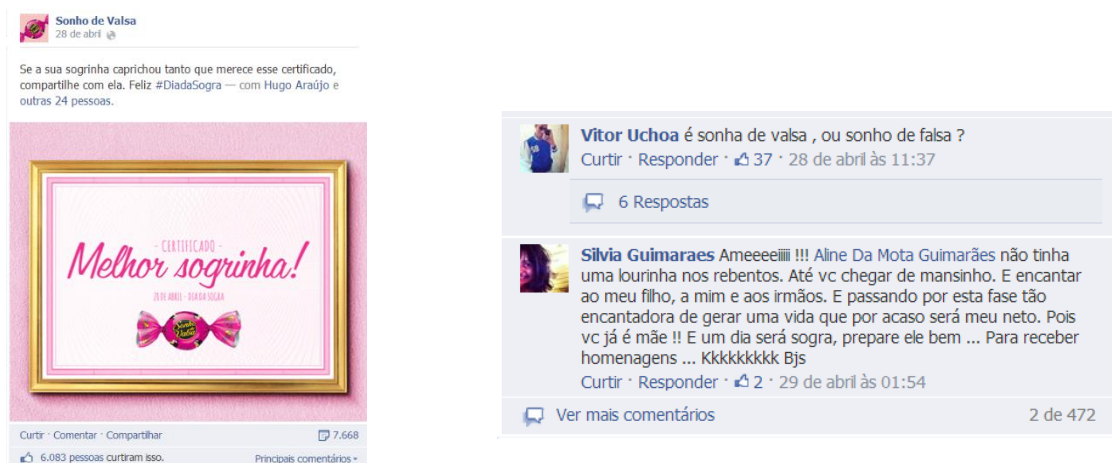 Sonho de Valsa
28 de abril
Se a sua sogrinha caprichou tanto que merece esse certificado,
compartilhe com ela. Feliz #DiadaSogra — com Hugo Araújo e
outras 24 pessoas.
- CERTIFICADO -
Melhor sogrinha!
28 DE ABRIL - DIA DA SOGRA
Sonho de Valsa
Curtir · Comentar · Compartilhar 7.668
6.083 pessoas curtiram isso. Principais comentários
Vitor Uchoa é sonha de valsa , ou sonho de falsa ?
Curtir · Responder · 37 · 28 de abril às 11:37
6 Respostas
Silvia Guimaraes Ameeeeiiii !!! Aline Da Mota Guimarães não tinha
uma lourinha nos rebentos. Até vc chegar de mansinho. E encantar
ao meu filho, a mim e aos irmãos. E passando por esta fase tão
encantadora de gerar uma vida que por acaso será meu neto. Pois
vc já é mãe !! E um dia será sogra, prepare ele bem ... Para receber
homenagens ... Kkkkkkkkk Bjs
Curtir · Responder · 2 · 29 de abril às 01:54
Ver mais comentários 2 de 472